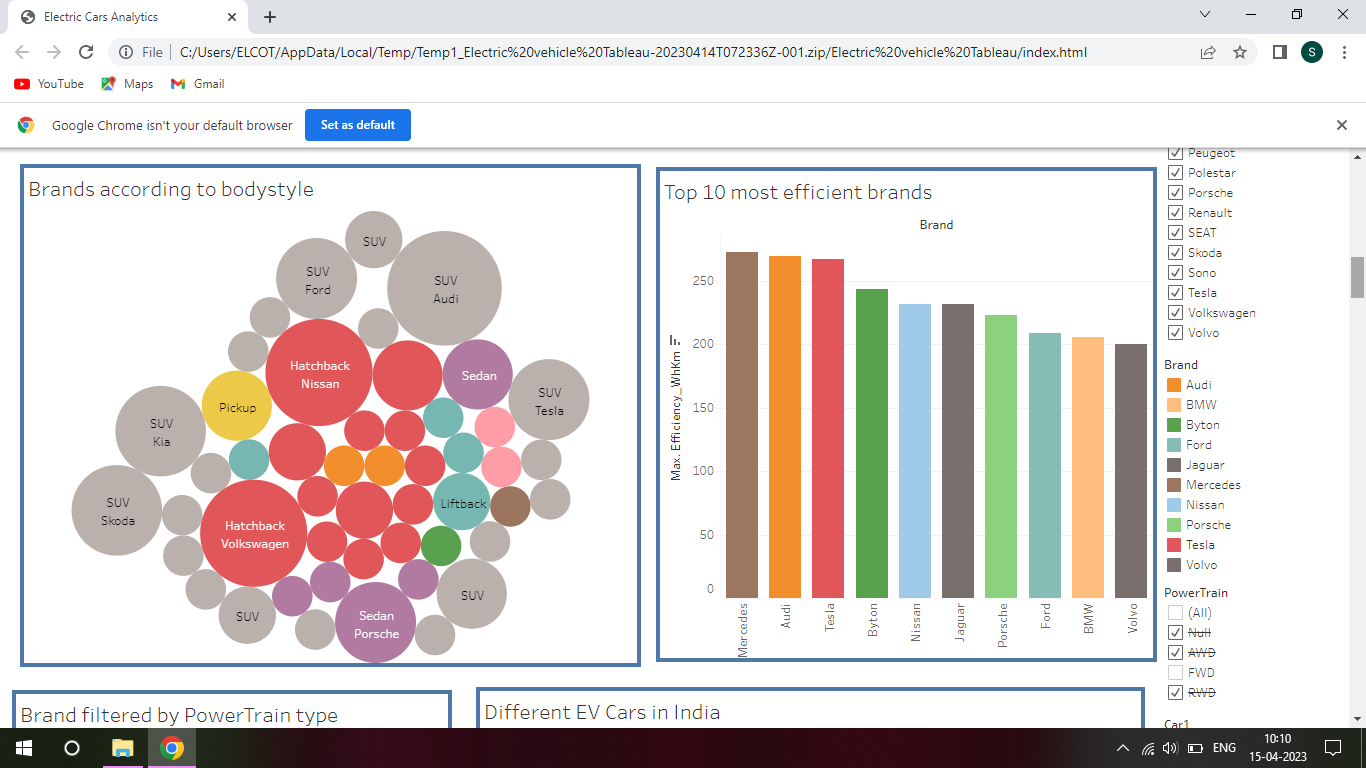 Electric Cars Analytics
File
C:/Users/ELCOT/AppData/Local/Temp/Temp1_Electric%20vehicle%20Tableau-20230414T072336Z-001.zip/Electric%20vehicle%20Tableau/index.html
S
YouTube
Maps
Gmail
Google Chrome isn't your default browser
Set as default
Brands according to bodystyle
SUV
SUV
Ford
SUV
Audi
Hatchback
Nissan
Sedan
SUV
Tesla
Pickup
SUV
Kia
SUV
Skoda
Liftback
Hatchback
Volkswagen
SUV
SUV
Sedan
Porsche
Top 10 most efficient brands
Brand
Max. Efficiency_WhKm
250
200
150
100
50
0
Mercedes
Audi
Tesla
Byton
Nissan
Jaguar
Porsche
Ford
BMW
Volvo
Peugeot
Polestar
Porsche
Renault
SEAT
Skoda
Sono
Tesla
Volkswagen
Volvo
Brand
Audi
BMW
Byton
Ford
Jaguar
Mercedes
Nissan
Porsche
Tesla
Volvo
PowerTrain
(All)
Null
AWD
FWD
RWD
Car1
Brand filtered by PowerTrain type
Different EV Cars in India
ENG
10:10
15-04-2023